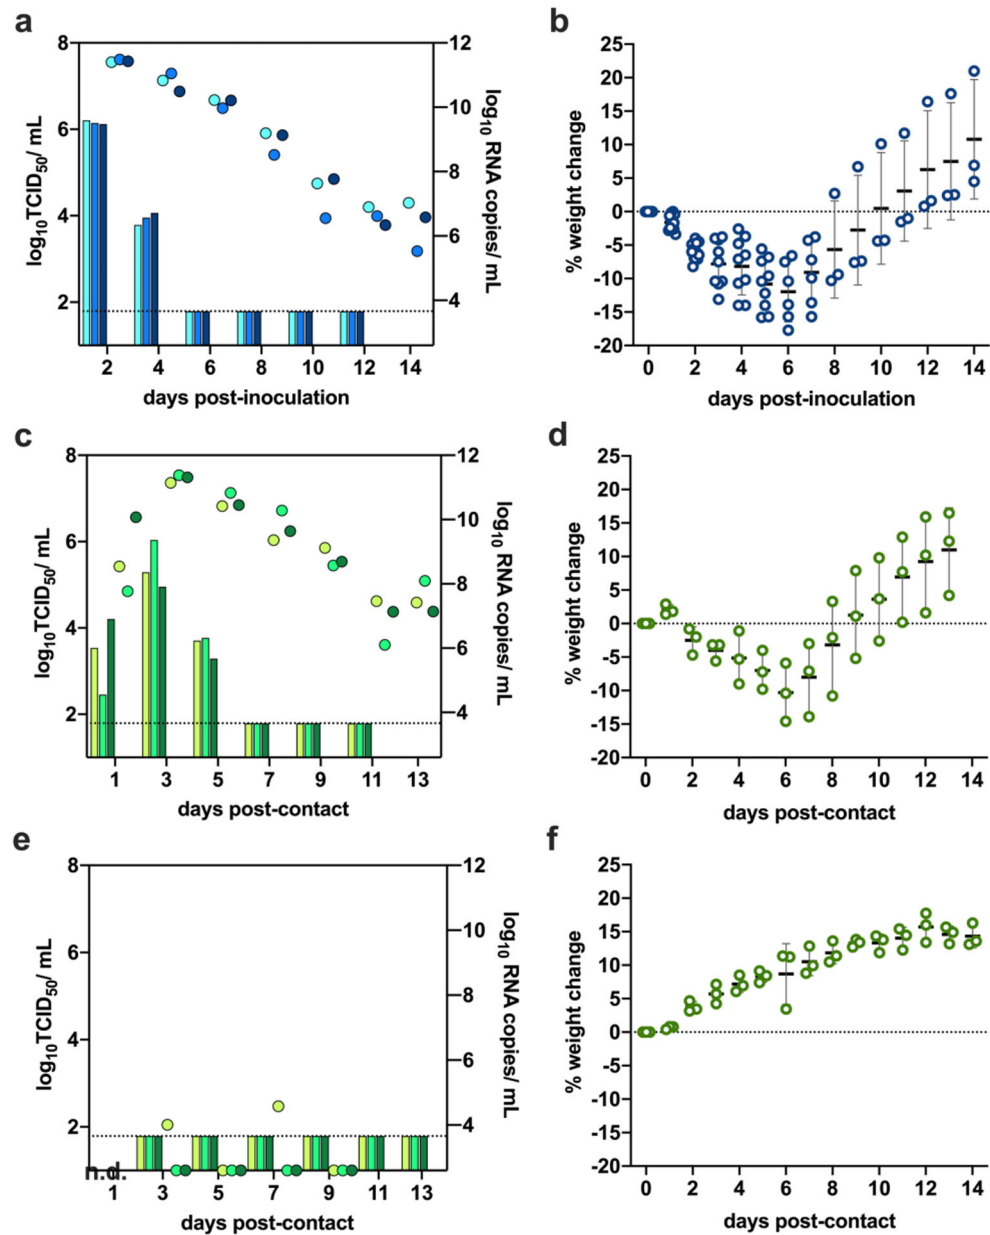 a
8
6
4
2
log10TCID50/ mL
12
10
8
6
4
log10 RNA copies/ mL
2 4 6 8 10 12 14
days post-inoculation
b
25
20
15
10
5
0
-5
-10
-15
-20
% weight change
0 2 4 6 8 10 12 14
days post-inoculation
c
8
6
4
2
log10TCID50/ mL
12
10
8
6
4
log10 RNA copies/ mL
1 3 5 7 9 11 13
days post-contact
d
25
20
15
10
5
0
-5
-10
-15
-20
% weight change
0 2 4 6 8 10 12 14
days post-contact
e
8
6
4
2
log10TCID50/ mL
12
10
8
6
4
log10 RNA copies/ mL
n.d.
1 3 5 7 9 11 13
days post-contact
f
25
20
15
10
5
0
-5
-10
-15
-20
% weight change
0 2 4 6 8 10 12 14
days post-contact